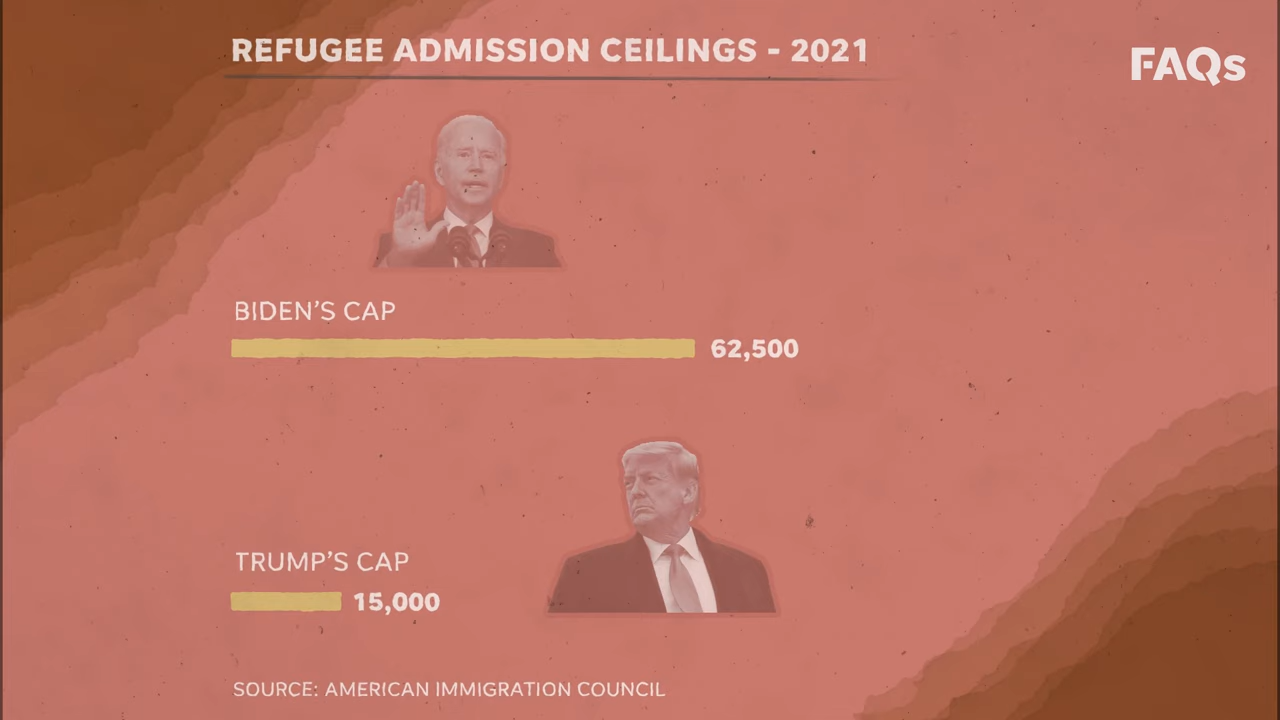 REFUGEE ADMISSION CEILINGS - 2021
FAQs
BIDEN'S CAP
62,500
TRUMP'S CAP
15,000
SOURCE: AMERICAN IMMIGRATION COUNCIL